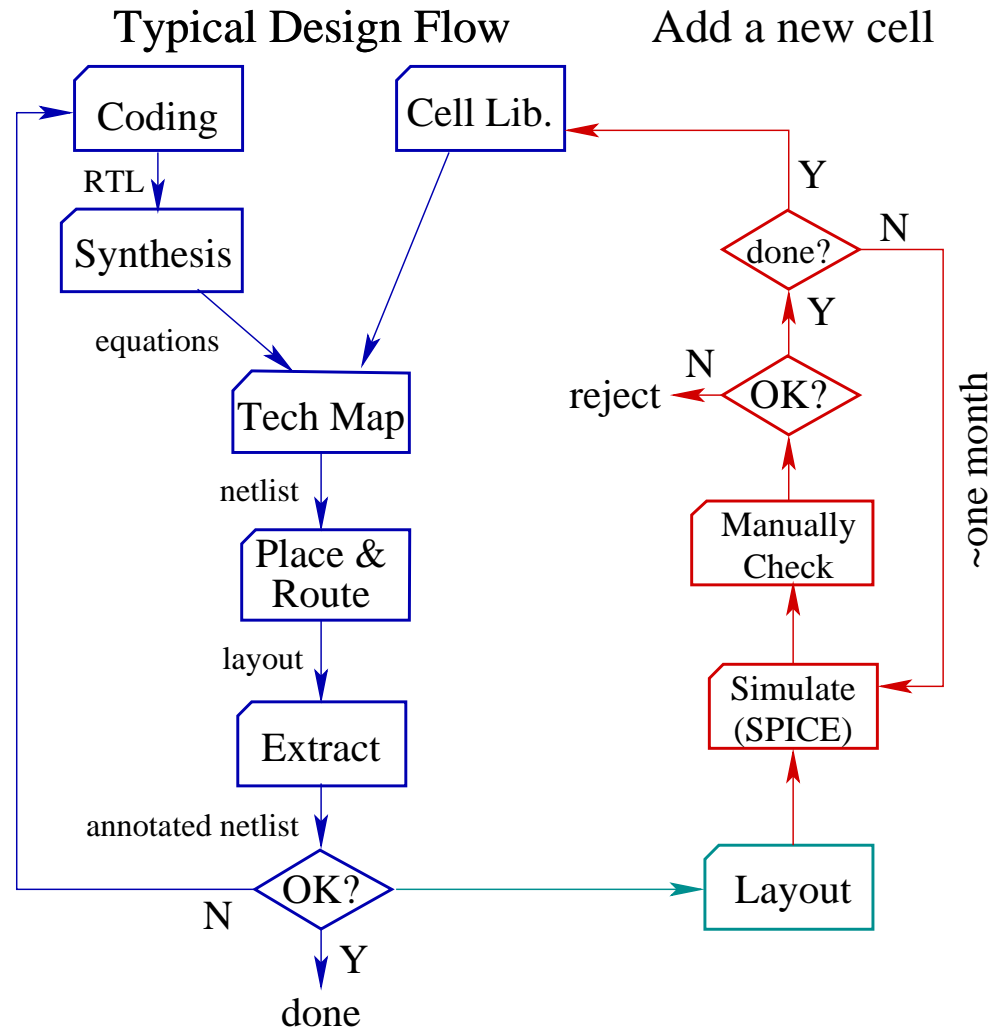 Typical Design Flow
Add a new cell
Coding
Cell Lib.
RTL
Y
Synthesis
done?
N
equations
Y
N
reject
OK?
Tech Map
~one month
netlist
Manually
Check
Place &
Route
layout
Simulate
(SPICE)
Extract
annotated netlist
OK?
Layout
N
Y
done